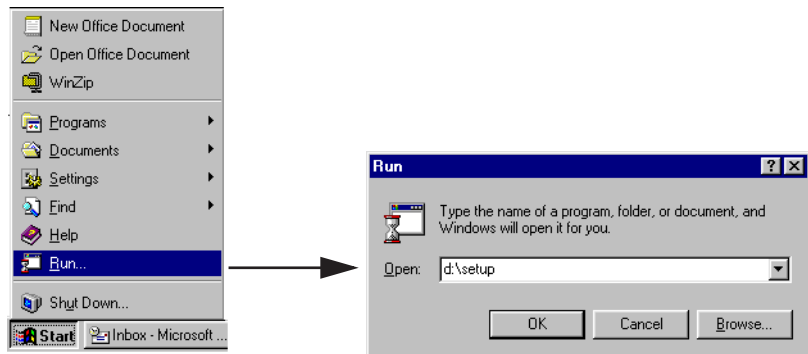 New Office Document
Open Office Document
WinZip
Programs
Documents
Settings
Find
Help
Run...
Shut Down...
Start
Inbox - Microsoft ...
Run
Type the name of a program, folder, or document, and
Windows will open it for you.
Open:
d:\setup
OK
Cancel
Browse...